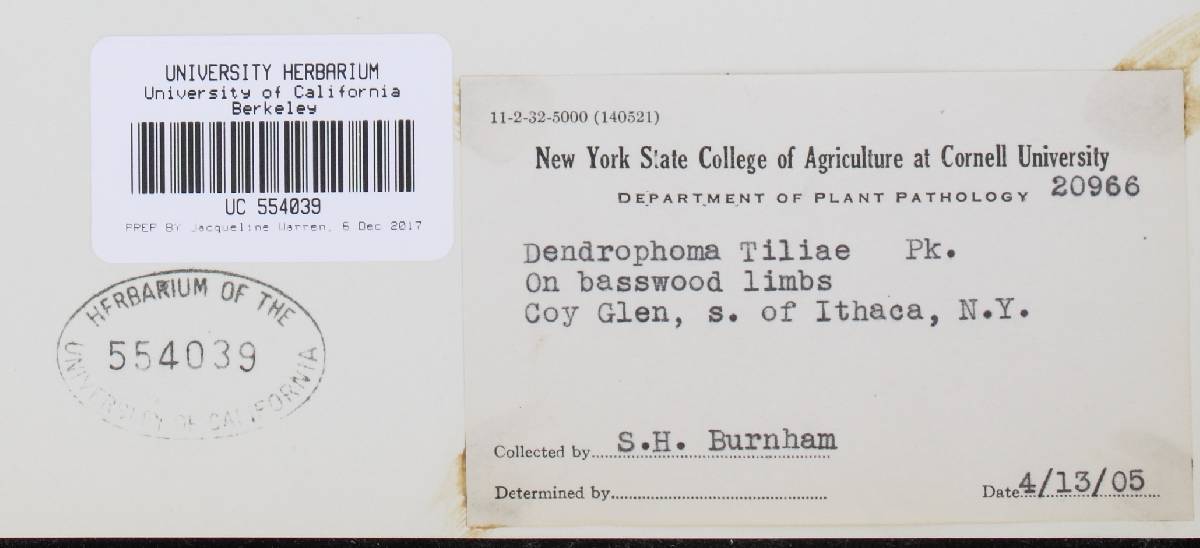 UNIVERSITY HERBARIUM
University of California
Berkeley
UC 554039
PREP BY Jacqueline Warren, 6 Dec 2017
HERBARIUM OF THE
554039
UNIVERSITY OF CALIFORNIA
11-2-32-5000 (140521)
New York State College of Agriculture at Cornell University
DEPARTMENT OF PLANT PATHOLOGY 20966
Dendrophoma Tiliae Pk.
On basswood limbs
Coy Glen, s. of Ithaca, N.Y.
Collected by S.H. Burnham
Determined by
Date 4/13/05